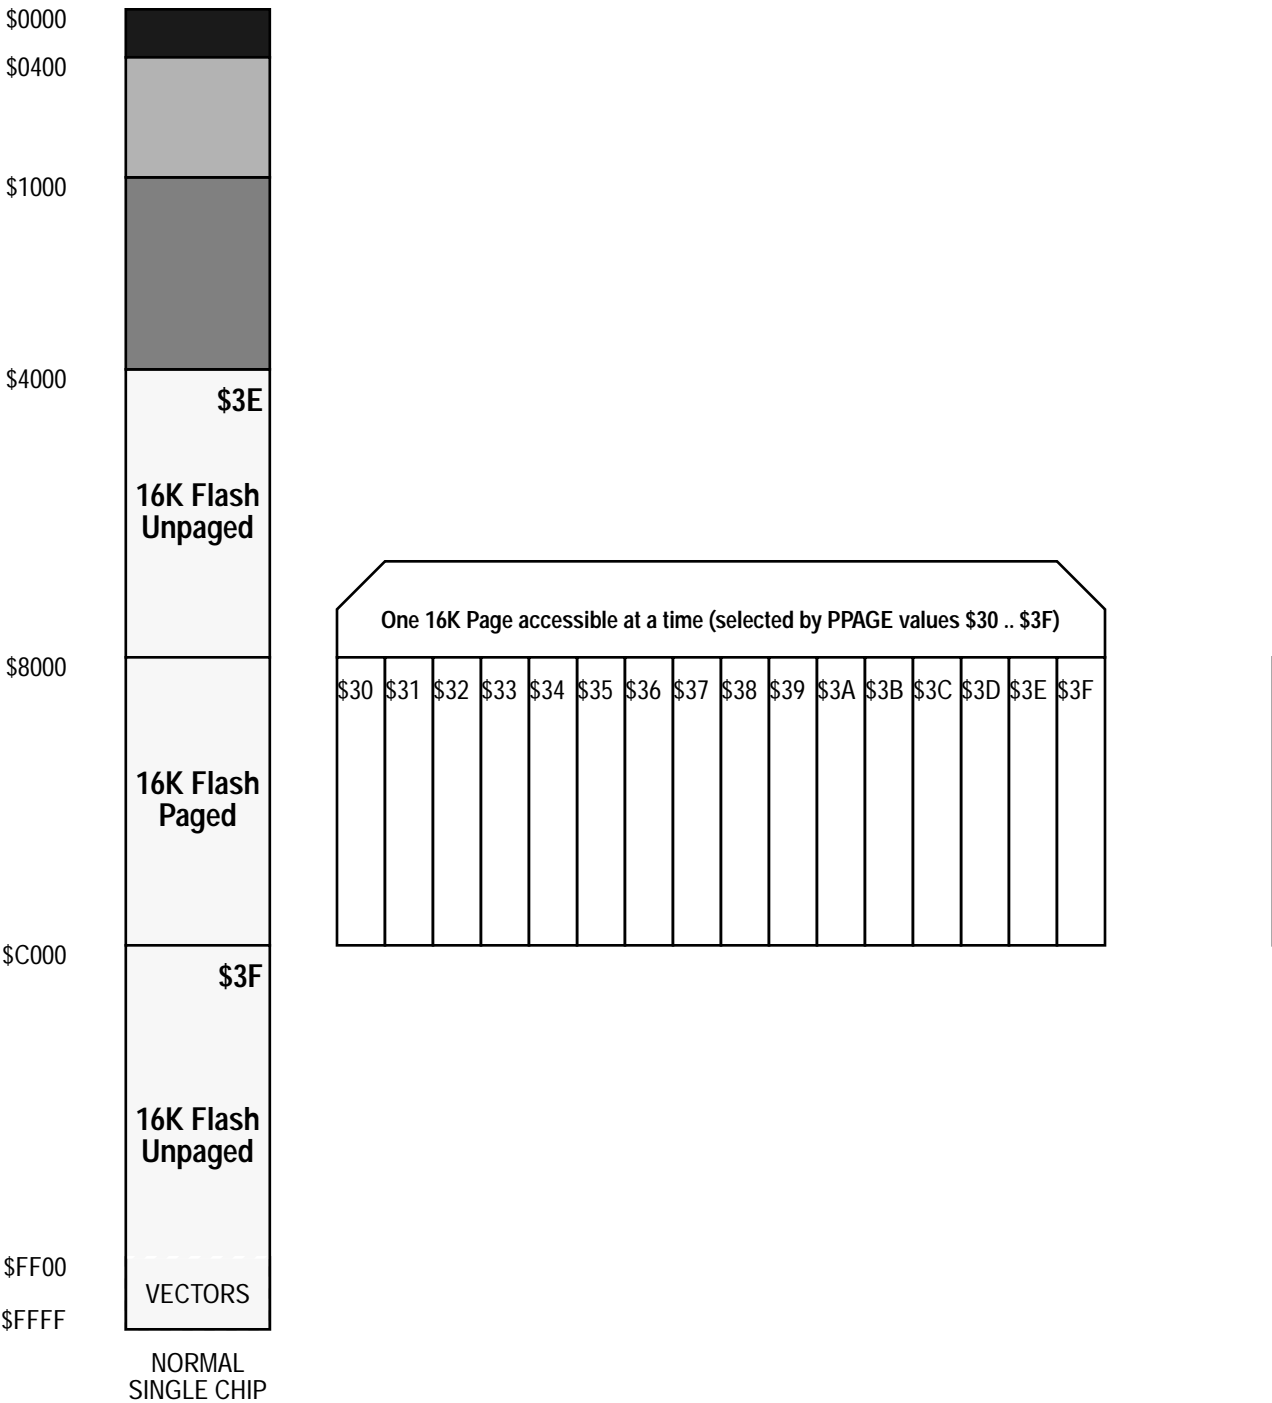 $0000
$0400
$1000
$4000
$3E
16K Flash
Unpaged
One 16K Page accessible at a time (selected by PPAGE values $30 .. $3F)
$8000
$30 $31 $32 $33 $34 $35 $36 $37 $38 $39 $3A $3B $3C $3D $3E $3F
16K Flash
Paged
$C000
$3F
16K Flash
Unpaged
$FF00
VECTORS
$FFFF
NORMAL
SINGLE CHIP